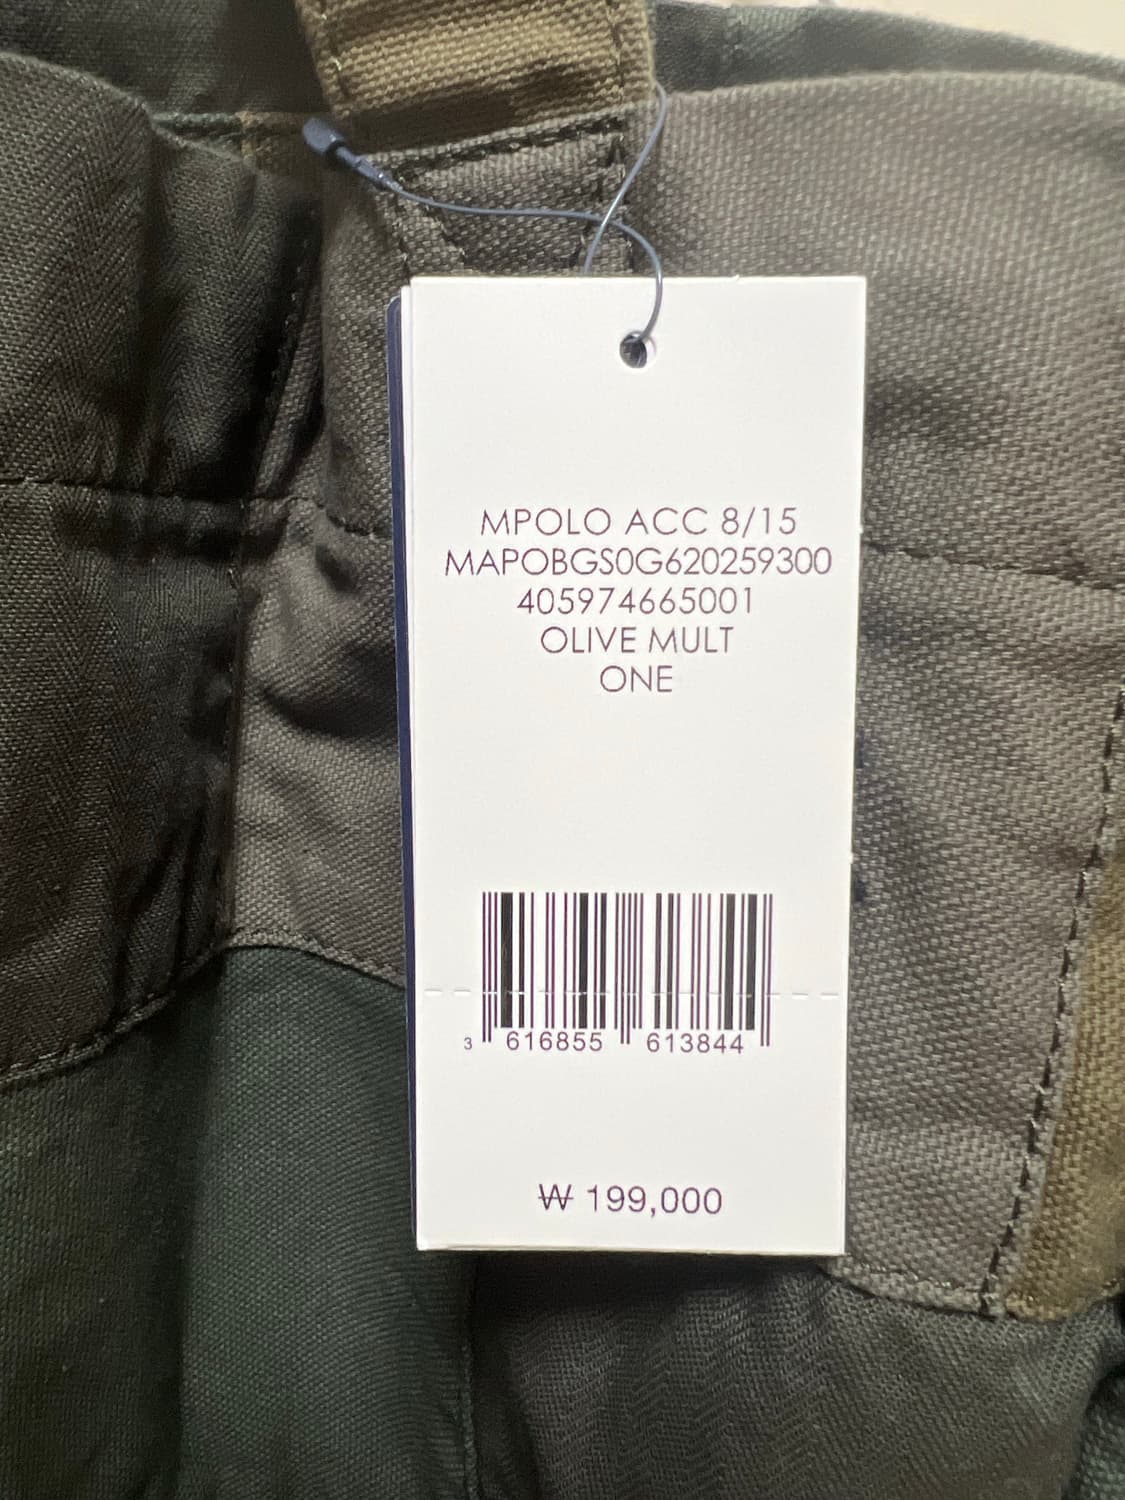 MPOLO ACC 8/15
MAPOBGS0G620259300
405974665001
OLIVE MULT
ONE
3 616855 613844
₩ 199,000